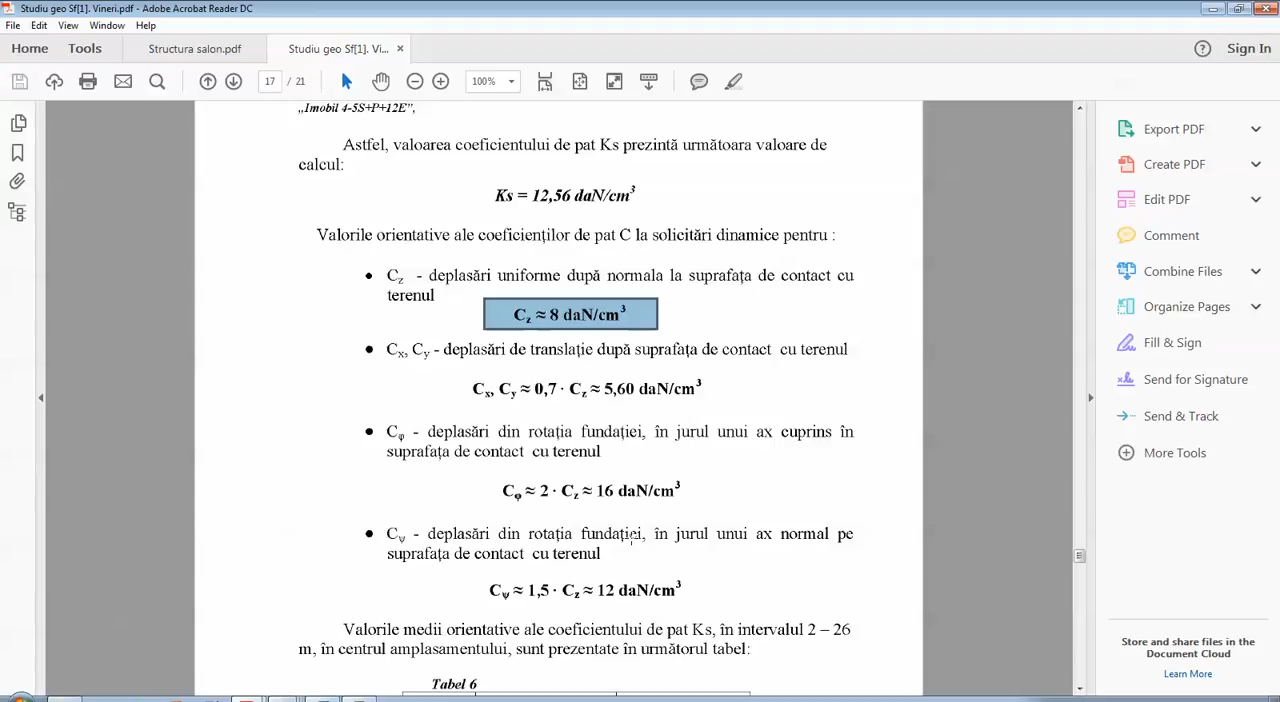 Studiu geo Sf[1]. Vineri.pdf - Adobe Acrobat Reader DC
File Edit View Window Help
Home Tools Structura salon.pdf Studiu geo Sf[1]. Vi... × Sign In
17 / 21 100%
„Imobil 4-5S+P+12E”,
Astfel, valoarea coeficientului de pat Ks prezintă următoara valoare de
calcul:
Ks = 12,56 daN/cm³
Valorile orientative ale coeficienților de pat C la solicitări dinamice pentru :
• Cz - deplasări uniforme după normala la suprafața de contact cu
terenul
Cz ≈ 8 daN/cm³
• Cx, Cy - deplasări de translație după suprafața de contact cu terenul
Cx, Cy ≈ 0,7 · Cz ≈ 5,60 daN/cm³
• Cφ - deplasări din rotația fundației, în jurul unui ax cuprins în
suprafața de contact cu terenul
Cφ ≈ 2 · Cz ≈ 16 daN/cm³
• Cψ - deplasări din rotația fundației, în jurul unui ax normal pe
suprafața de contact cu terenul
Cψ ≈ 1,5 · Cz ≈ 12 daN/cm³
Valorile medii orientative ale coeficientului de pat Ks, în intervalul 2 – 26
m, în centrul amplasamentului, sunt prezentate în următorul tabel:
Tabel 6
Export PDF
Create PDF
Edit PDF
Comment
Combine Files
Organize Pages
Fill & Sign
Send for Signature
Send & Track
More Tools
Store and share files in the
Document Cloud
Learn More